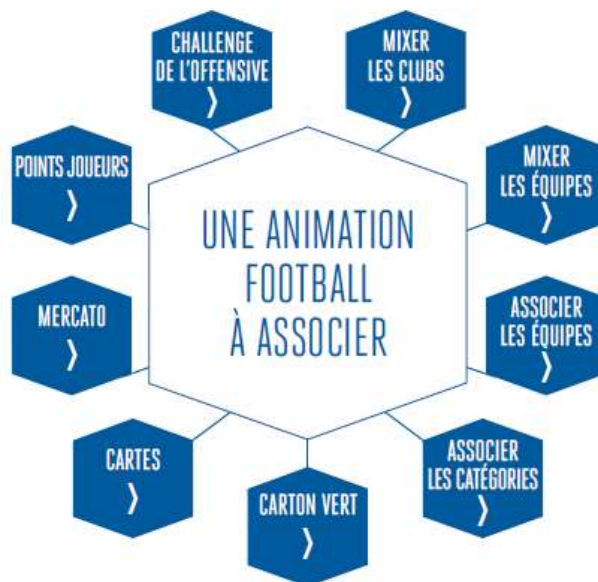 CHALLENGE
DE L'OFFENSIVE
❭
MIXER
LES CLUBS
❭
POINTS JOUEURS
❭
MIXER
LES ÉQUIPES
❭
UNE ANIMATION
FOOTBALL
À ASSOCIER
MERCATO
❭
ASSOCIER
LES ÉQUIPES
❭
CARTES
❭
CARTON VERT
❭
ASSOCIER
LES CATÉGORIES
❭